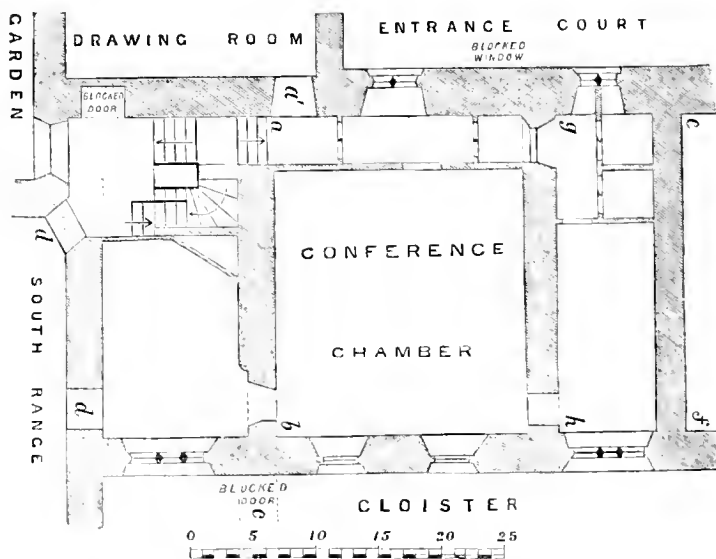 GARDEN
DRAWING ROOM
ENTRANCE COURT
BLOCKED
WINDOW
BLOCKED
DOOR
a'
a
g
e
d
CONFERENCE
CHAMBER
SOUTH RANGE
d
b
h
f
BLOCKED
DOOR
c
CLOISTER
0 5 10 15 20 25